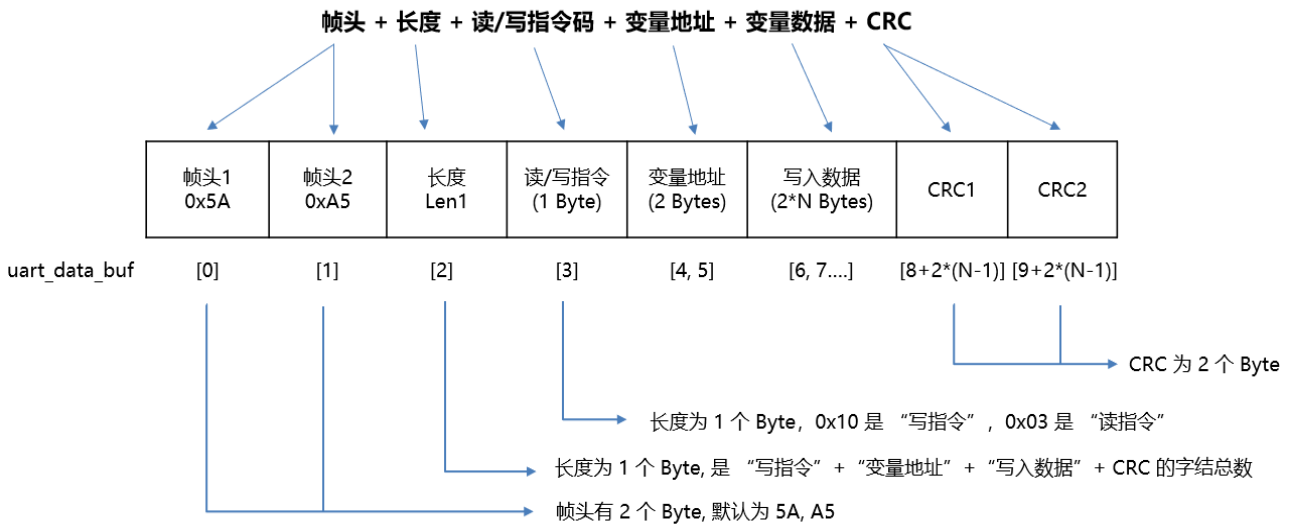 帧头 + 长度 + 读/写指令码 + 变量地址 + 变量数据 + CRC
帧头1
0x5A
帧头2
0xA5
长度
Len1
读/写指令
(1 Byte)
变量地址
(2 Bytes)
写入数据
(2*N Bytes)
CRC1
CRC2
uart_data_buf
[0]
[1]
[2]
[3]
[4, 5]
[6, 7....]
[8+2*(N-1)]
[9+2*(N-1)]
CRC 为 2 个 Byte
长度为 1 个 Byte，0x10 是 “写指令” , 0x03 是 “读指令”
长度为 1 个 Byte, 是 “写指令” + “变量地址” + “写入数据” + CRC 的字结总数
帧头有 2 个 Byte, 默认为 5A, A5